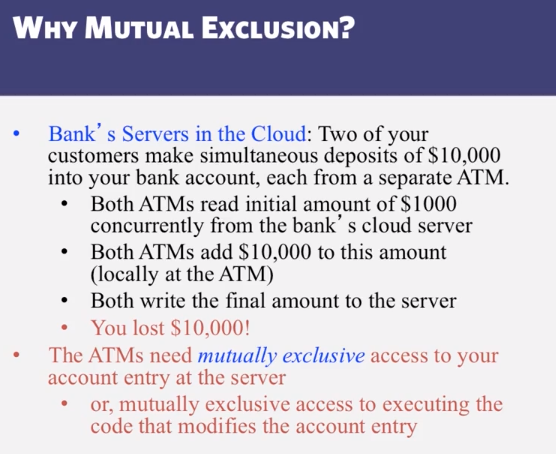 WHY MUTUAL EXCLUSION?
• Bank's Servers in the Cloud: Two of your
customers make simultaneous deposits of $10,000
into your bank account, each from a separate ATM.
• Both ATMs read initial amount of $1000
concurrently from the bank's cloud server
• Both ATMs add $10,000 to this amount
(locally at the ATM)
• Both write the final amount to the server
• You lost $10,000!
• The ATMs need mutually exclusive access to your
account entry at the server
• or, mutually exclusive access to executing the
code that modifies the account entry